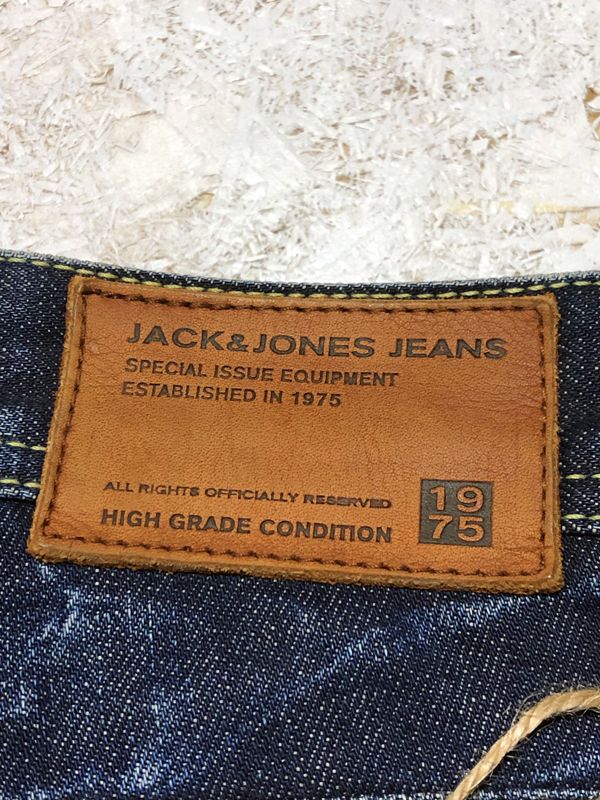 JACK&JONES JEANS
SPECIAL ISSUE EQUIPMENT
ESTABLISHED IN 1975
ALL RIGHTS OFFICIALLY RESERVED
HIGH GRADE CONDITION
19
75